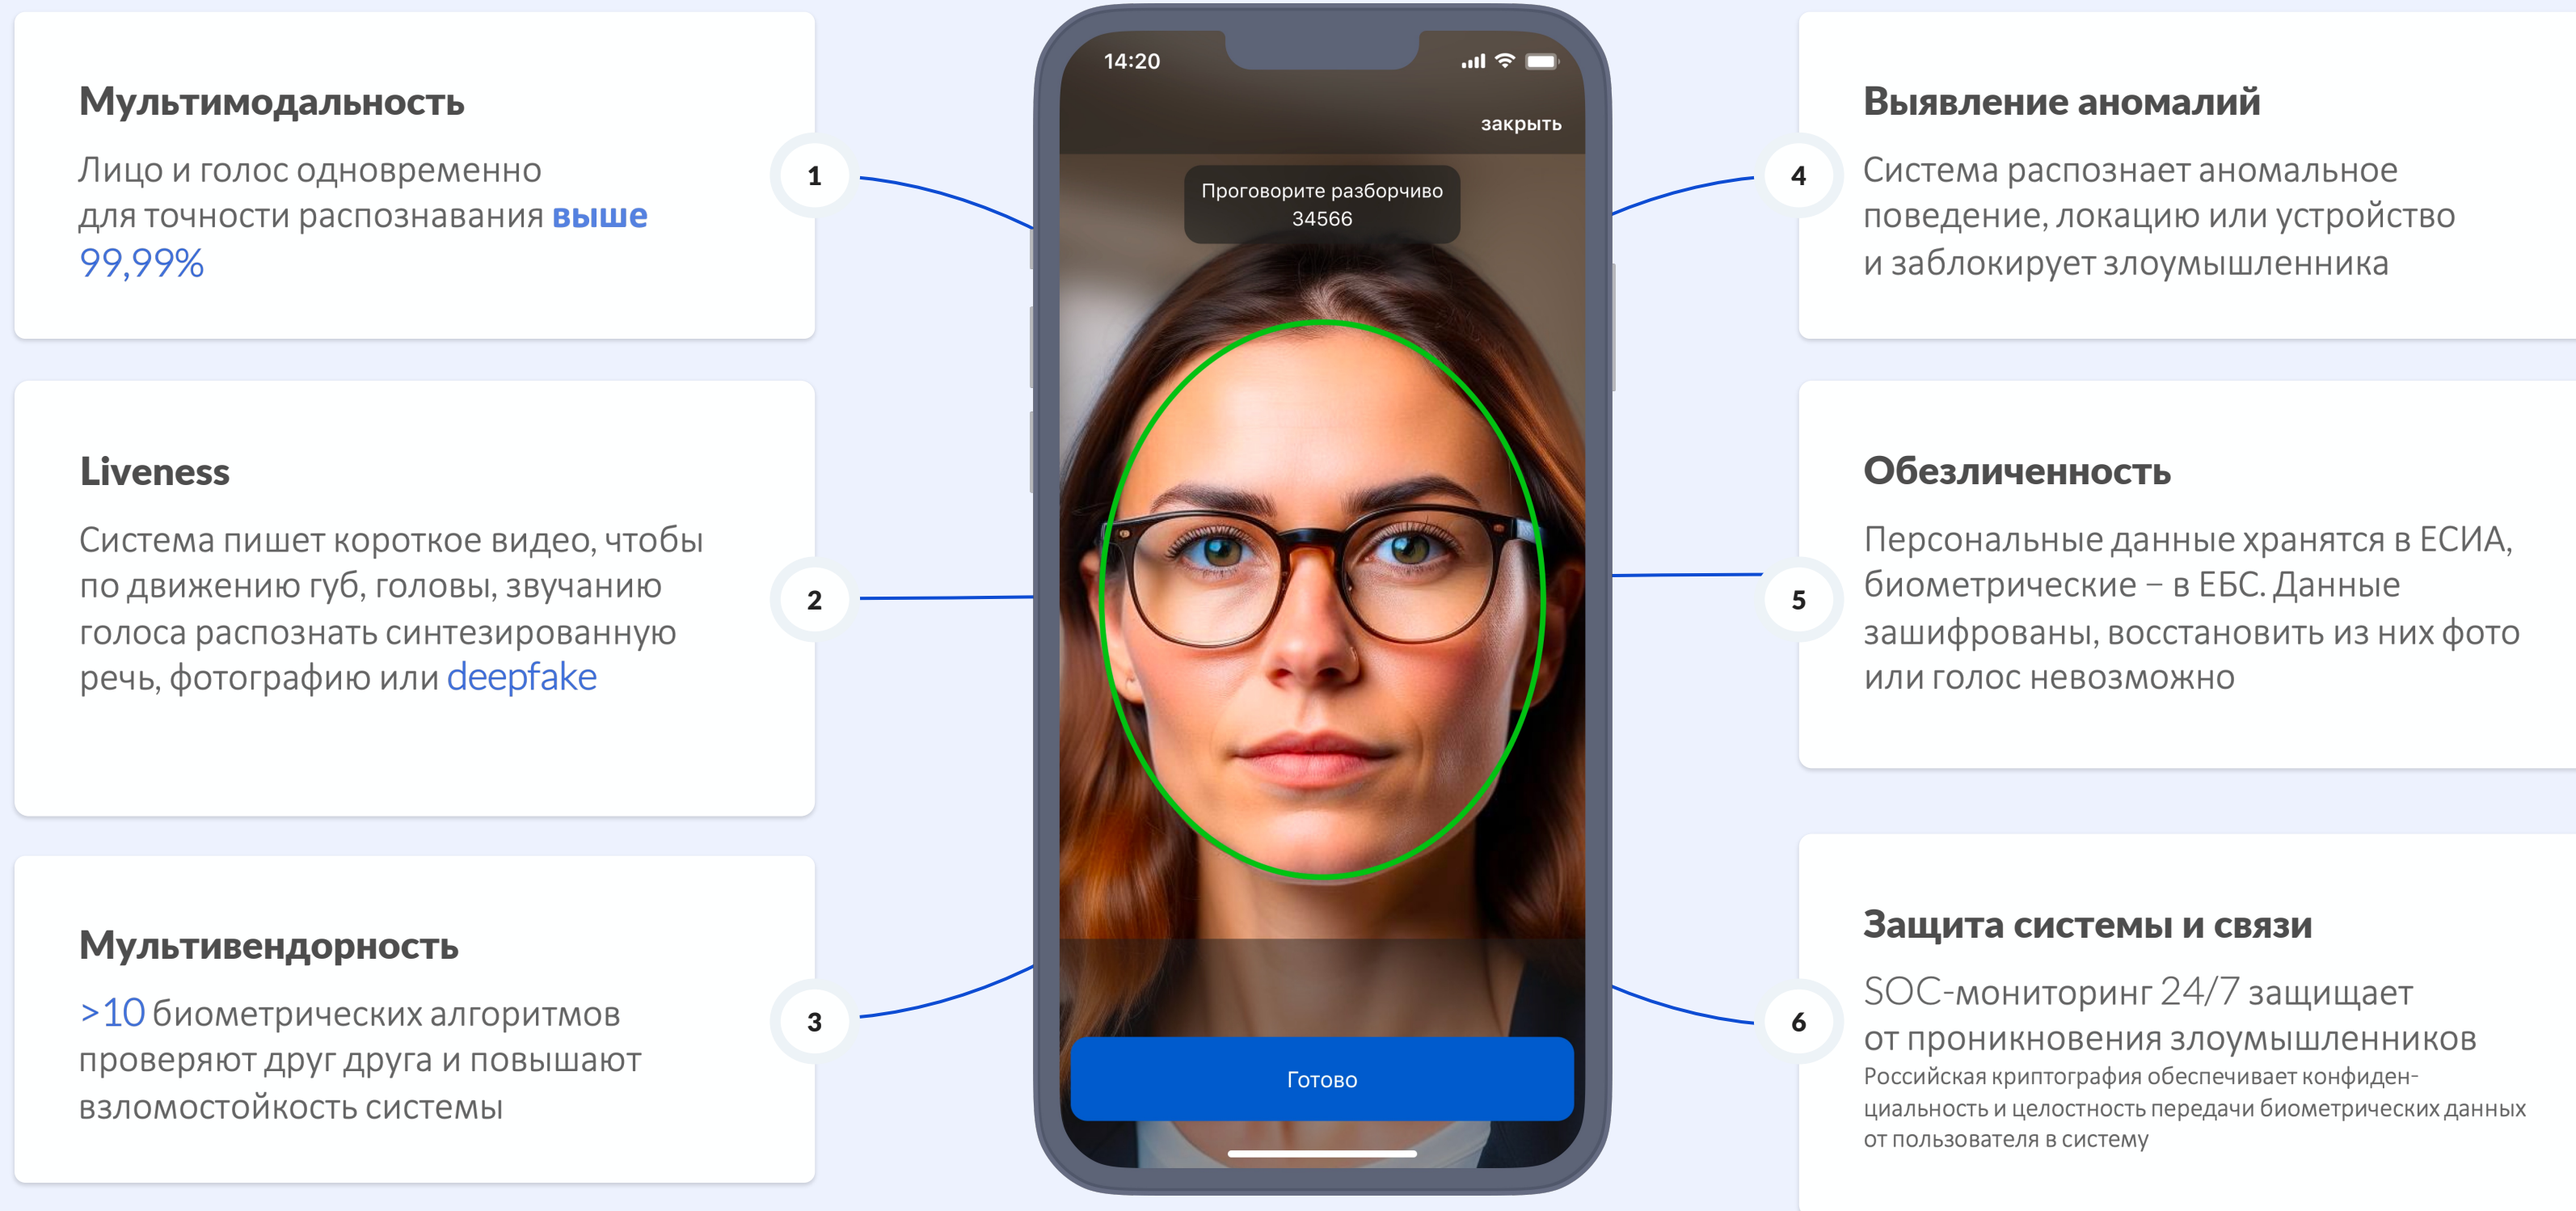 Мультимодальность
Лицо и голос одновременно
для точности распознавания выше
99,99%
1
Liveness
Система пишет короткое видео, чтобы
по движению губ, головы, звучанию
голоса распознать синтезированную
речь, фотографию или deepfake
2
Мультивендорность
>10 биометрических алгоритмов
проверяют друг друга и повышают
взломостойкость системы
3
14:20
закрыть
Проговорите разборчиво
34566
Готово
Выявление аномалий
Система распознает аномальное
поведение, локацию или устройство
и заблокирует злоумышленника
4
Обезличенность
Персональные данные хранятся в ЕСИА,
биометрические – в ЕБС. Данные
зашифрованы, восстановить из них фото
или голос невозможно
5
Защита системы и связи
SOC-мониторинг 24/7 защищает
от проникновения злоумышленников
Российская криптография обеспечивает конфиден-
циальность и целостность передачи биометрических данных
от пользователя в систему
6